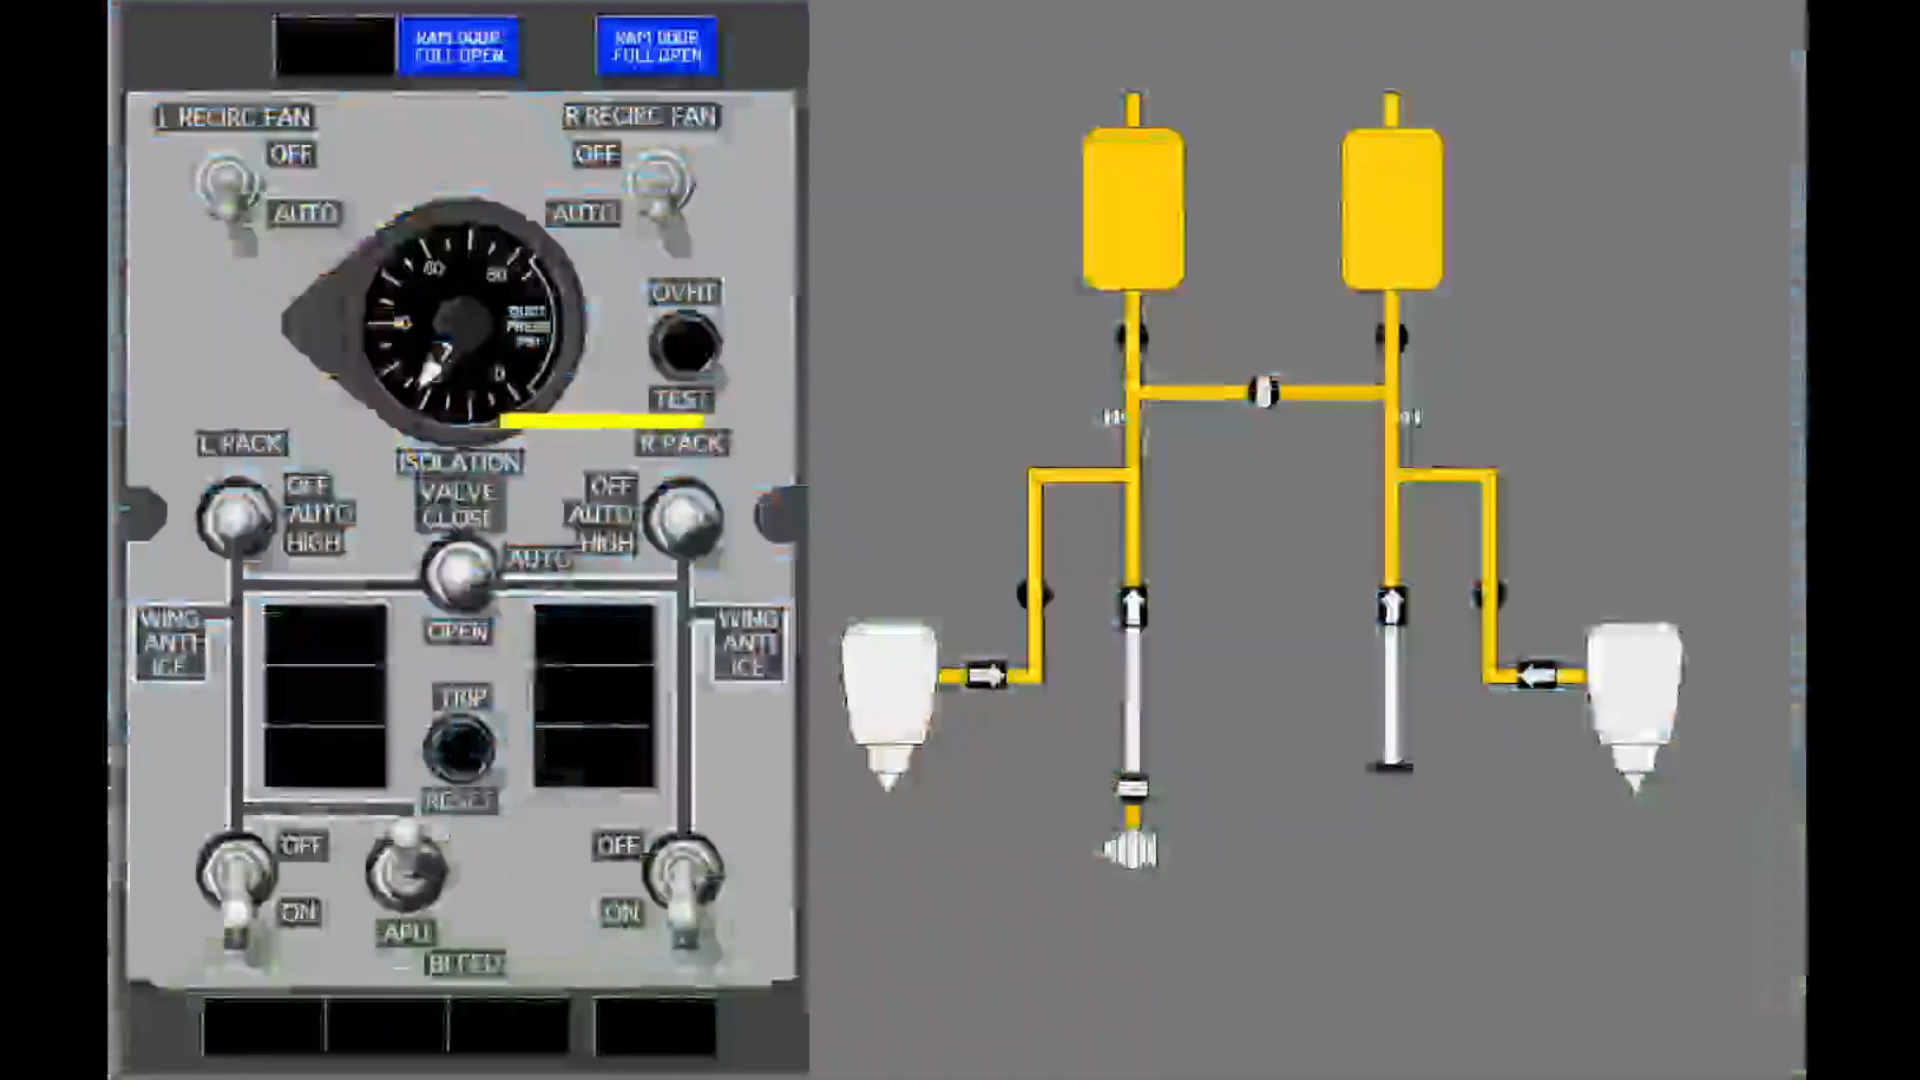 RAM DOOR
FULL OPEN
RAM DOOR
FULL OPEN
L RECIRC FAN
R RECIRC FAN
OFF
OFF
AUTO
AUTO
80
DUCT
PRESS
PSI
0
OVHT
TEST
L PACK
R PACK
ISOLATION
VALVE
CLOSE
OFF
AUTO
HIGH
OFF
AUTO
HIGH
AUTO
OPEN
WING
ANTI
ICE
WING
ANTI
ICE
TRIP
RESET
OFF
OFF
ON
ON
APU
BLEED